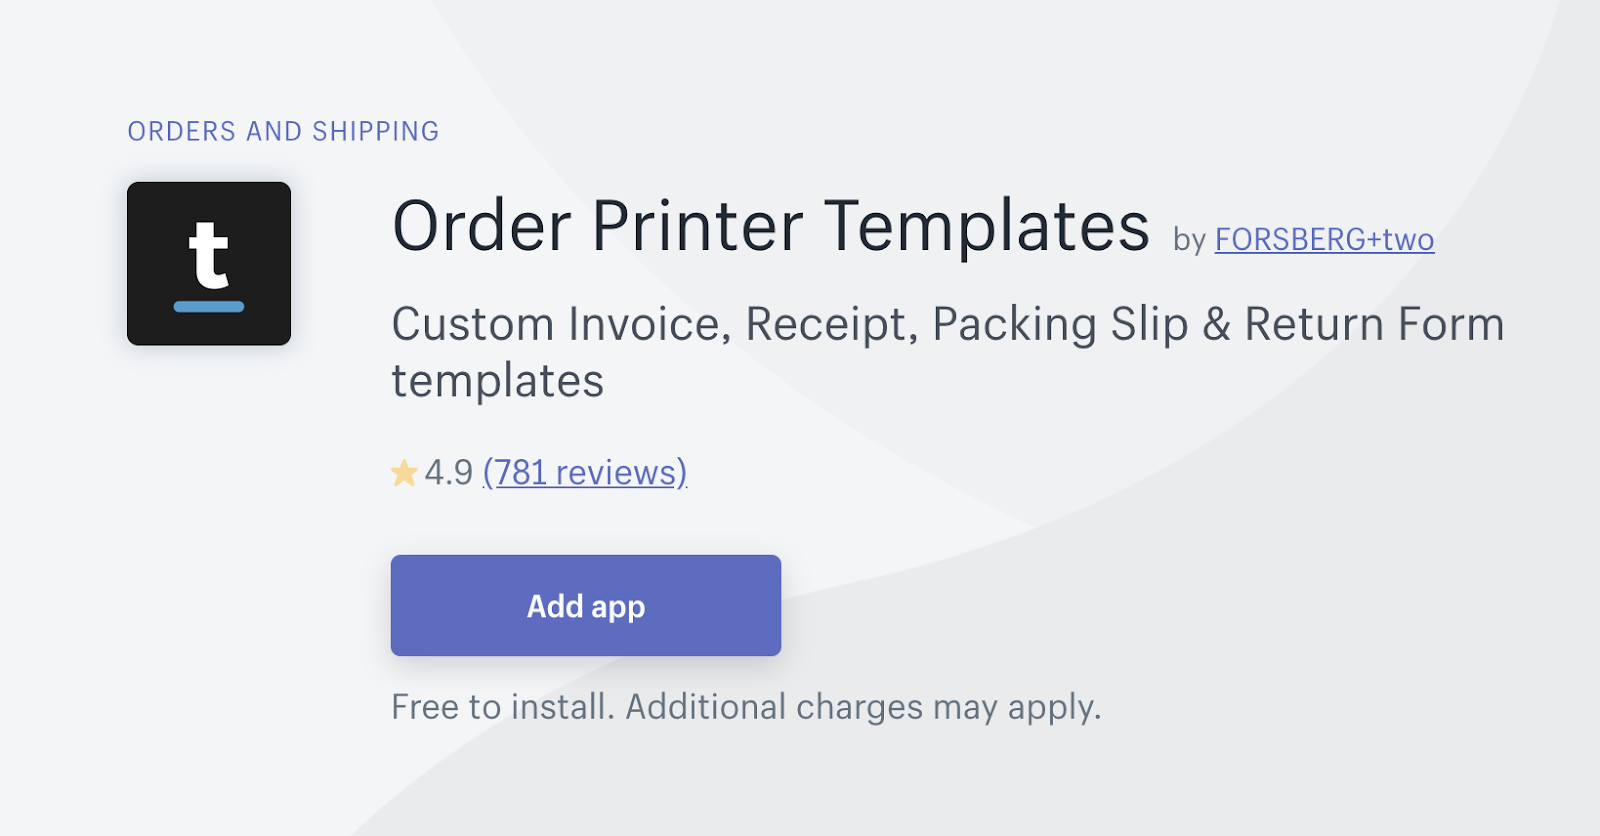 ORDERS AND SHIPPING
t
Order Printer Templates by FORSBERG+two
Custom Invoice, Receipt, Packing Slip & Return Form
templates
4.9 (781 reviews)
Add app
Free to install. Additional charges may apply.